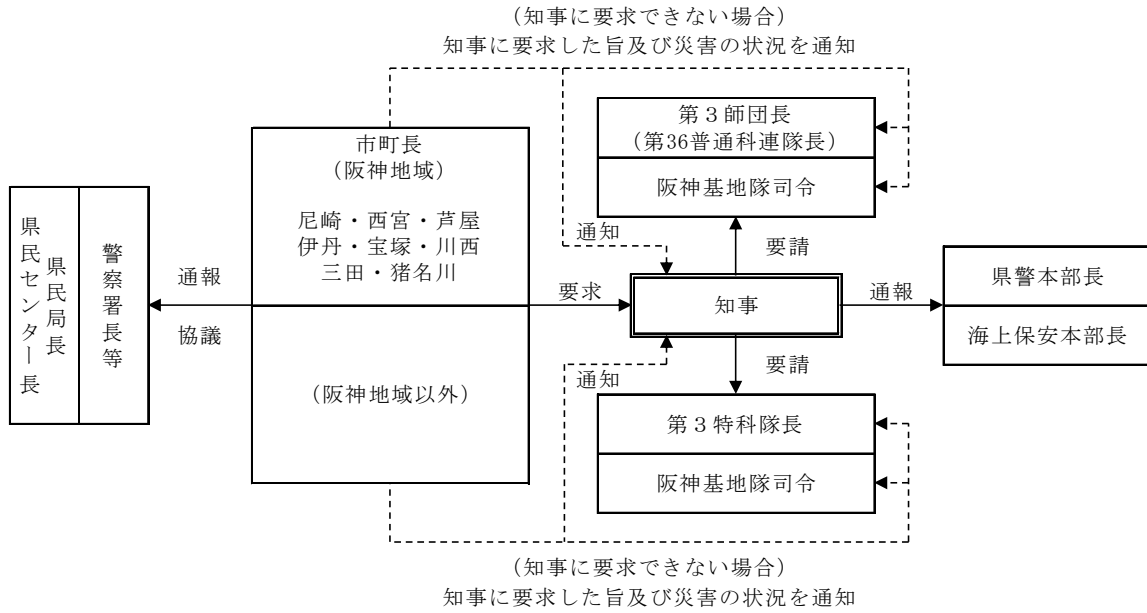 （知事に要求できない場合）
知事に要求した旨及び災害の状況を通知
市町長
（阪神地域）
尼崎・西宮・芦屋
伊丹・宝塚・川西
三田・猪名川
（阪神地域以外）
県民局長
県民センター長
警察署長等
通報
協議
要求
通知
第３師団長
（第36普通科連隊長）
阪神基地隊司令
要請
知事
通報
県警本部長
海上保安本部長
通知
要請
第３特科隊長
阪神基地隊司令
（知事に要求できない場合）
知事に要求した旨及び災害の状況を通知